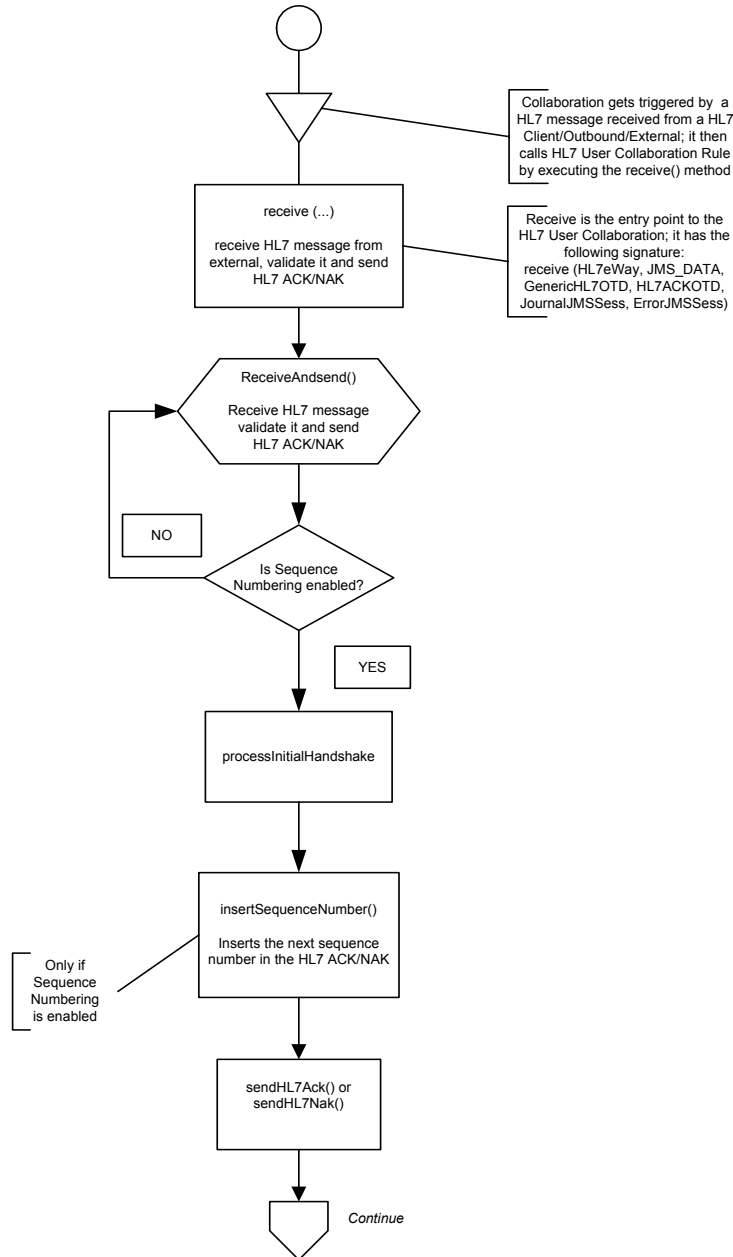 Collaboration gets triggered by a
HL7 message received from a HL7
Client/Outbound/External; it then
calls HL7 User Collaboration Rule
by executing the receive() method
receive (...)
receive HL7 message from
external, validate it and send
HL7 ACK/NAK
Receive is the entry point to the
HL7 User Collaboration; it has the
following signature:
receive (HL7eWay, JMS_DATA,
GenericHL7OTD, HL7ACKOTD,
JournalJMSSess, ErrorJMSSess)
ReceiveAndsend()
Receive HL7 message
validate it and send
HL7 ACK/NAK
NO
Is Sequence
Numbering enabled?
YES
processInitialHandshake
insertSequenceNumber()
Inserts the next sequence
number in the HL7 ACK/NAK
Only if
Sequence
Numbering
is enabled
sendHL7Ack() or
sendHL7Nak()
Continue